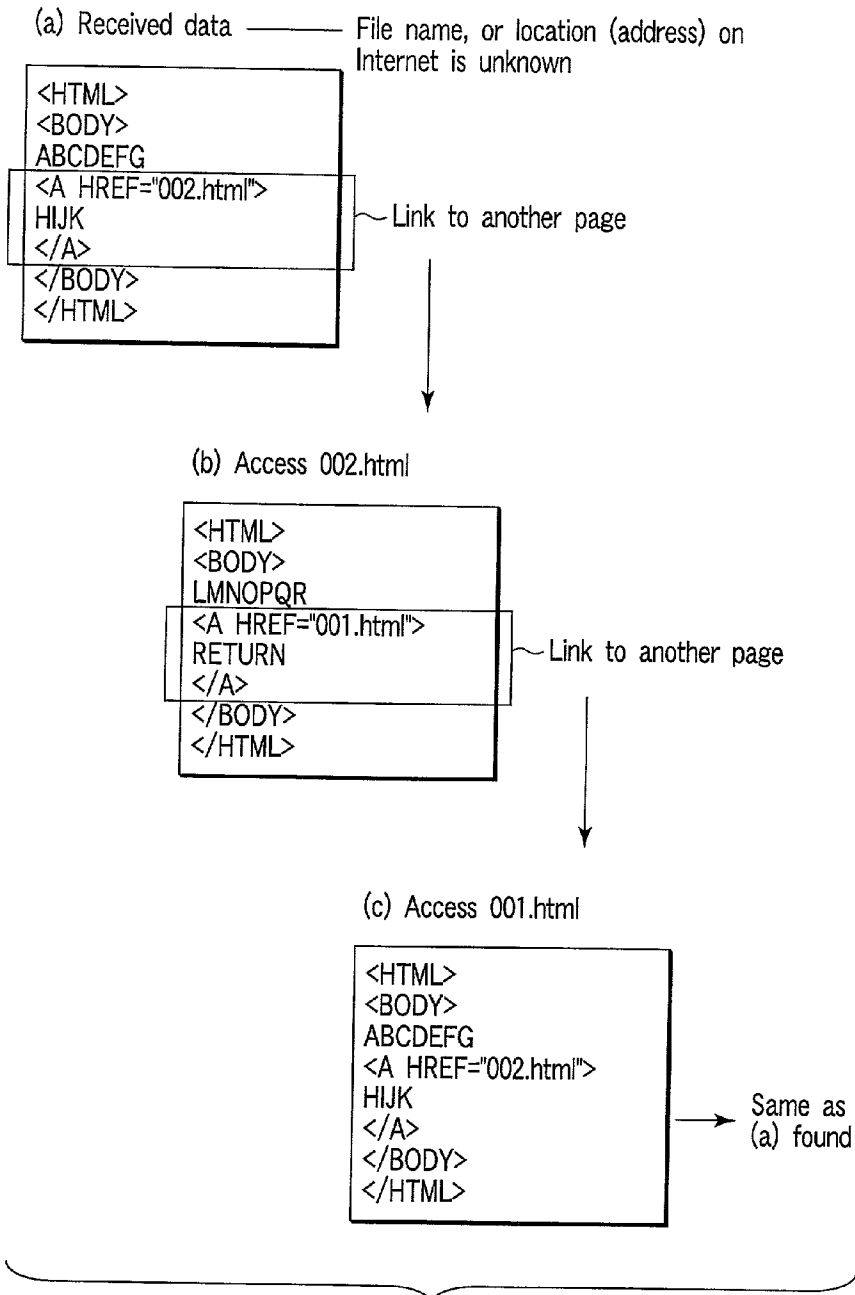 (a) Received data
File name, or location (address) on
Internet is unknown
<HTML>
<BODY>
ABCDEFG
<A HREF="002.html">
HIJK
</A>
</BODY>
</HTML>
Link to another page
(b) Access 002.html
<HTML>
<BODY>
LMNOPQR
<A HREF="001.html">
RETURN
</A>
</BODY>
</HTML>
Link to another page
(c) Access 001.html
<HTML>
<BODY>
ABCDEFG
<A HREF="002.html">
HIJK
</A>
</BODY>
</HTML>
Same as
(a) found